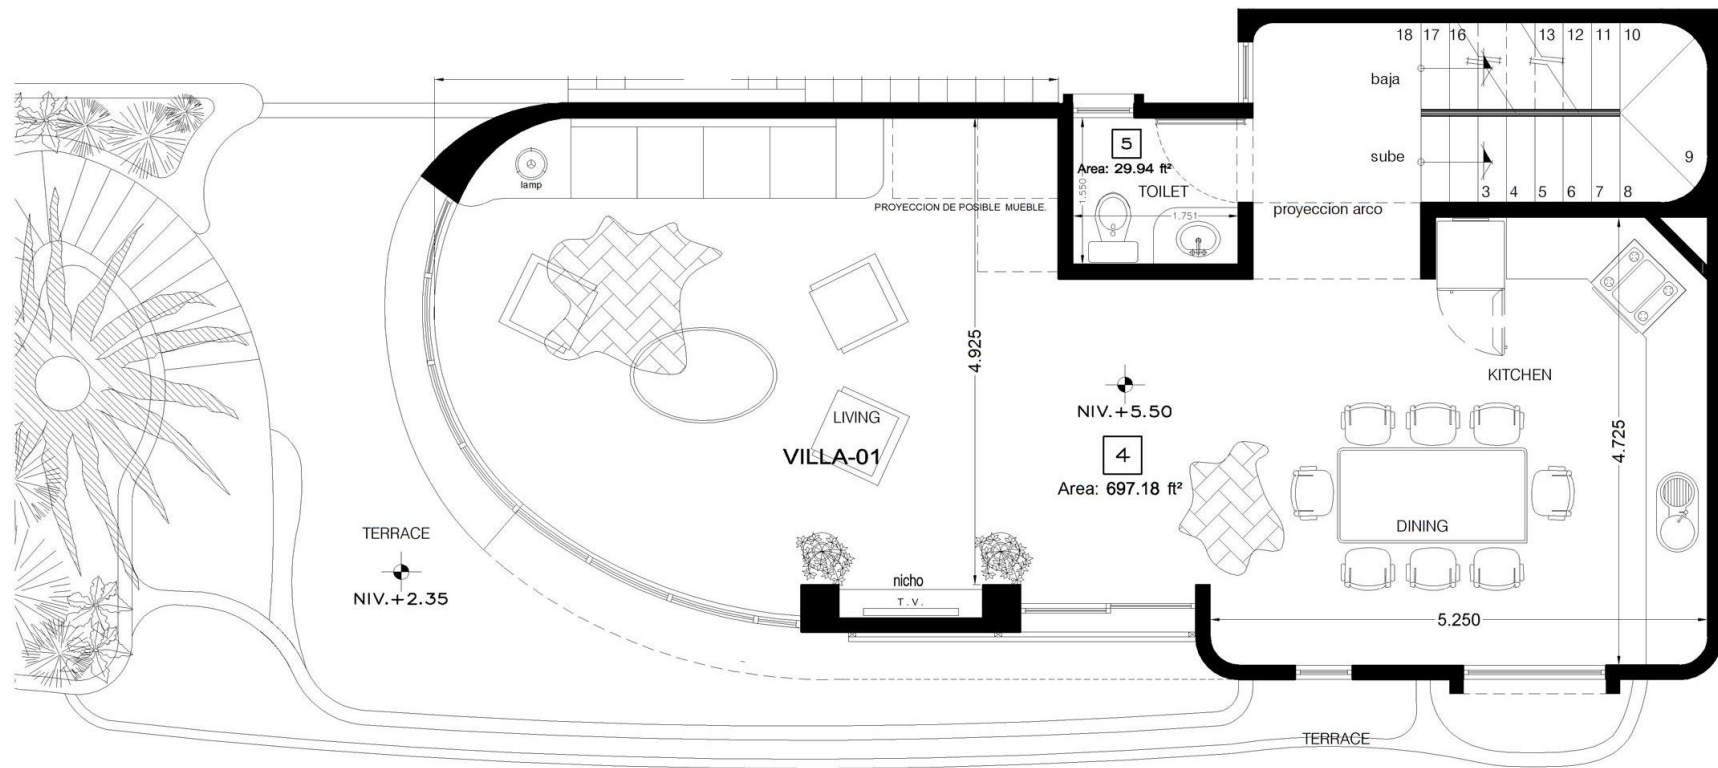 18 17 16 13 12 11 10
baja
sube
9
3 4 5 6 7 8
proyeccion arco
5
Area: 29.94 ft²
TOILET
1.550
1.751
lamp
PROYECCION DE POSIBLE MUEBLE.
4.925
KITCHEN
NIV.+5.50
4
Area: 697.18 ft²
4.725
LIVING
VILLA-01
DINING
TERRACE
NIV.+2.35
nicho
T.V.
5.250
TERRACE